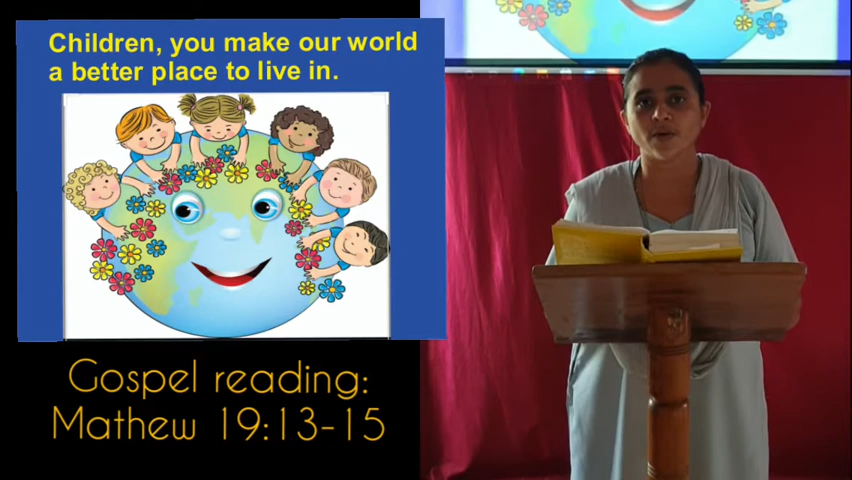 Children, you make our world
a better place to live in.
Gospel reading:
Mathew 19:13-15